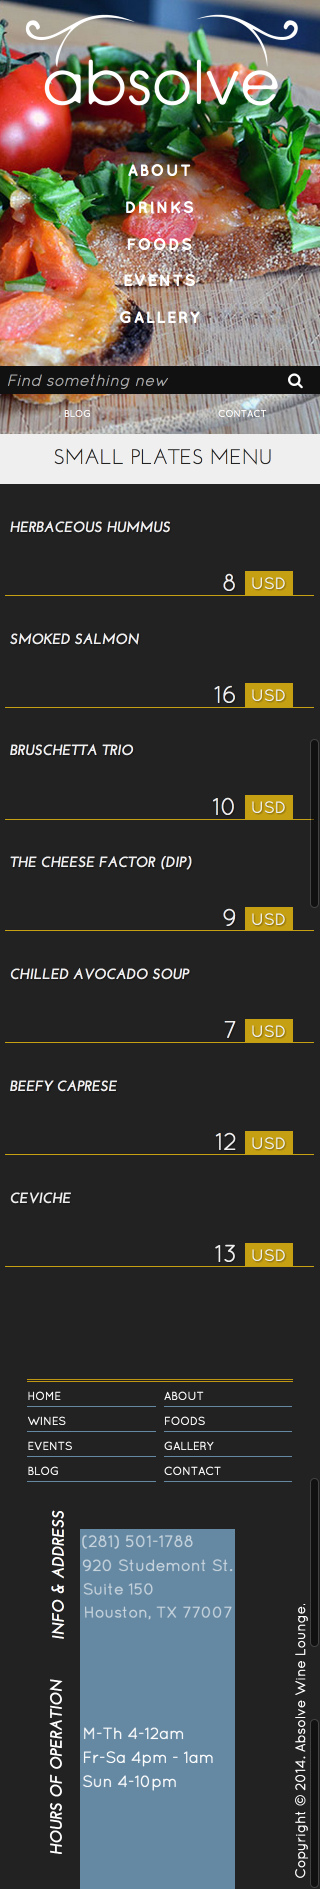 absolve
ABOUT
DRINKS
FOODS
EVENTS
GALLERY
Find something new
BLOG CONTACT
SMALL PLATES MENU
HERBACEOUS HUMMUS
8 USD
SMOKED SALMON
16 USD
BRUSCHETTA TRIO
10 USD
THE CHEESE FACTOR (DIP)
9 USD
CHILLED AVOCADO SOUP
7 USD
BEEFY CAPRESE
12 USD
CEVICHE
13 USD
HOME ABOUT
WINES FOODS
EVENTS GALLERY
BLOG CONTACT
INFO & ADDRESS
(281) 501-1788
920 Studemont St.
Suite 150
Houston, TX 77007
HOURS OF OPERATION
M-Th 4-12am
Fr-Sa 4pm - 1am
Sun 4-10pm
Copyright © 2014. Absolve Wine Lounge.